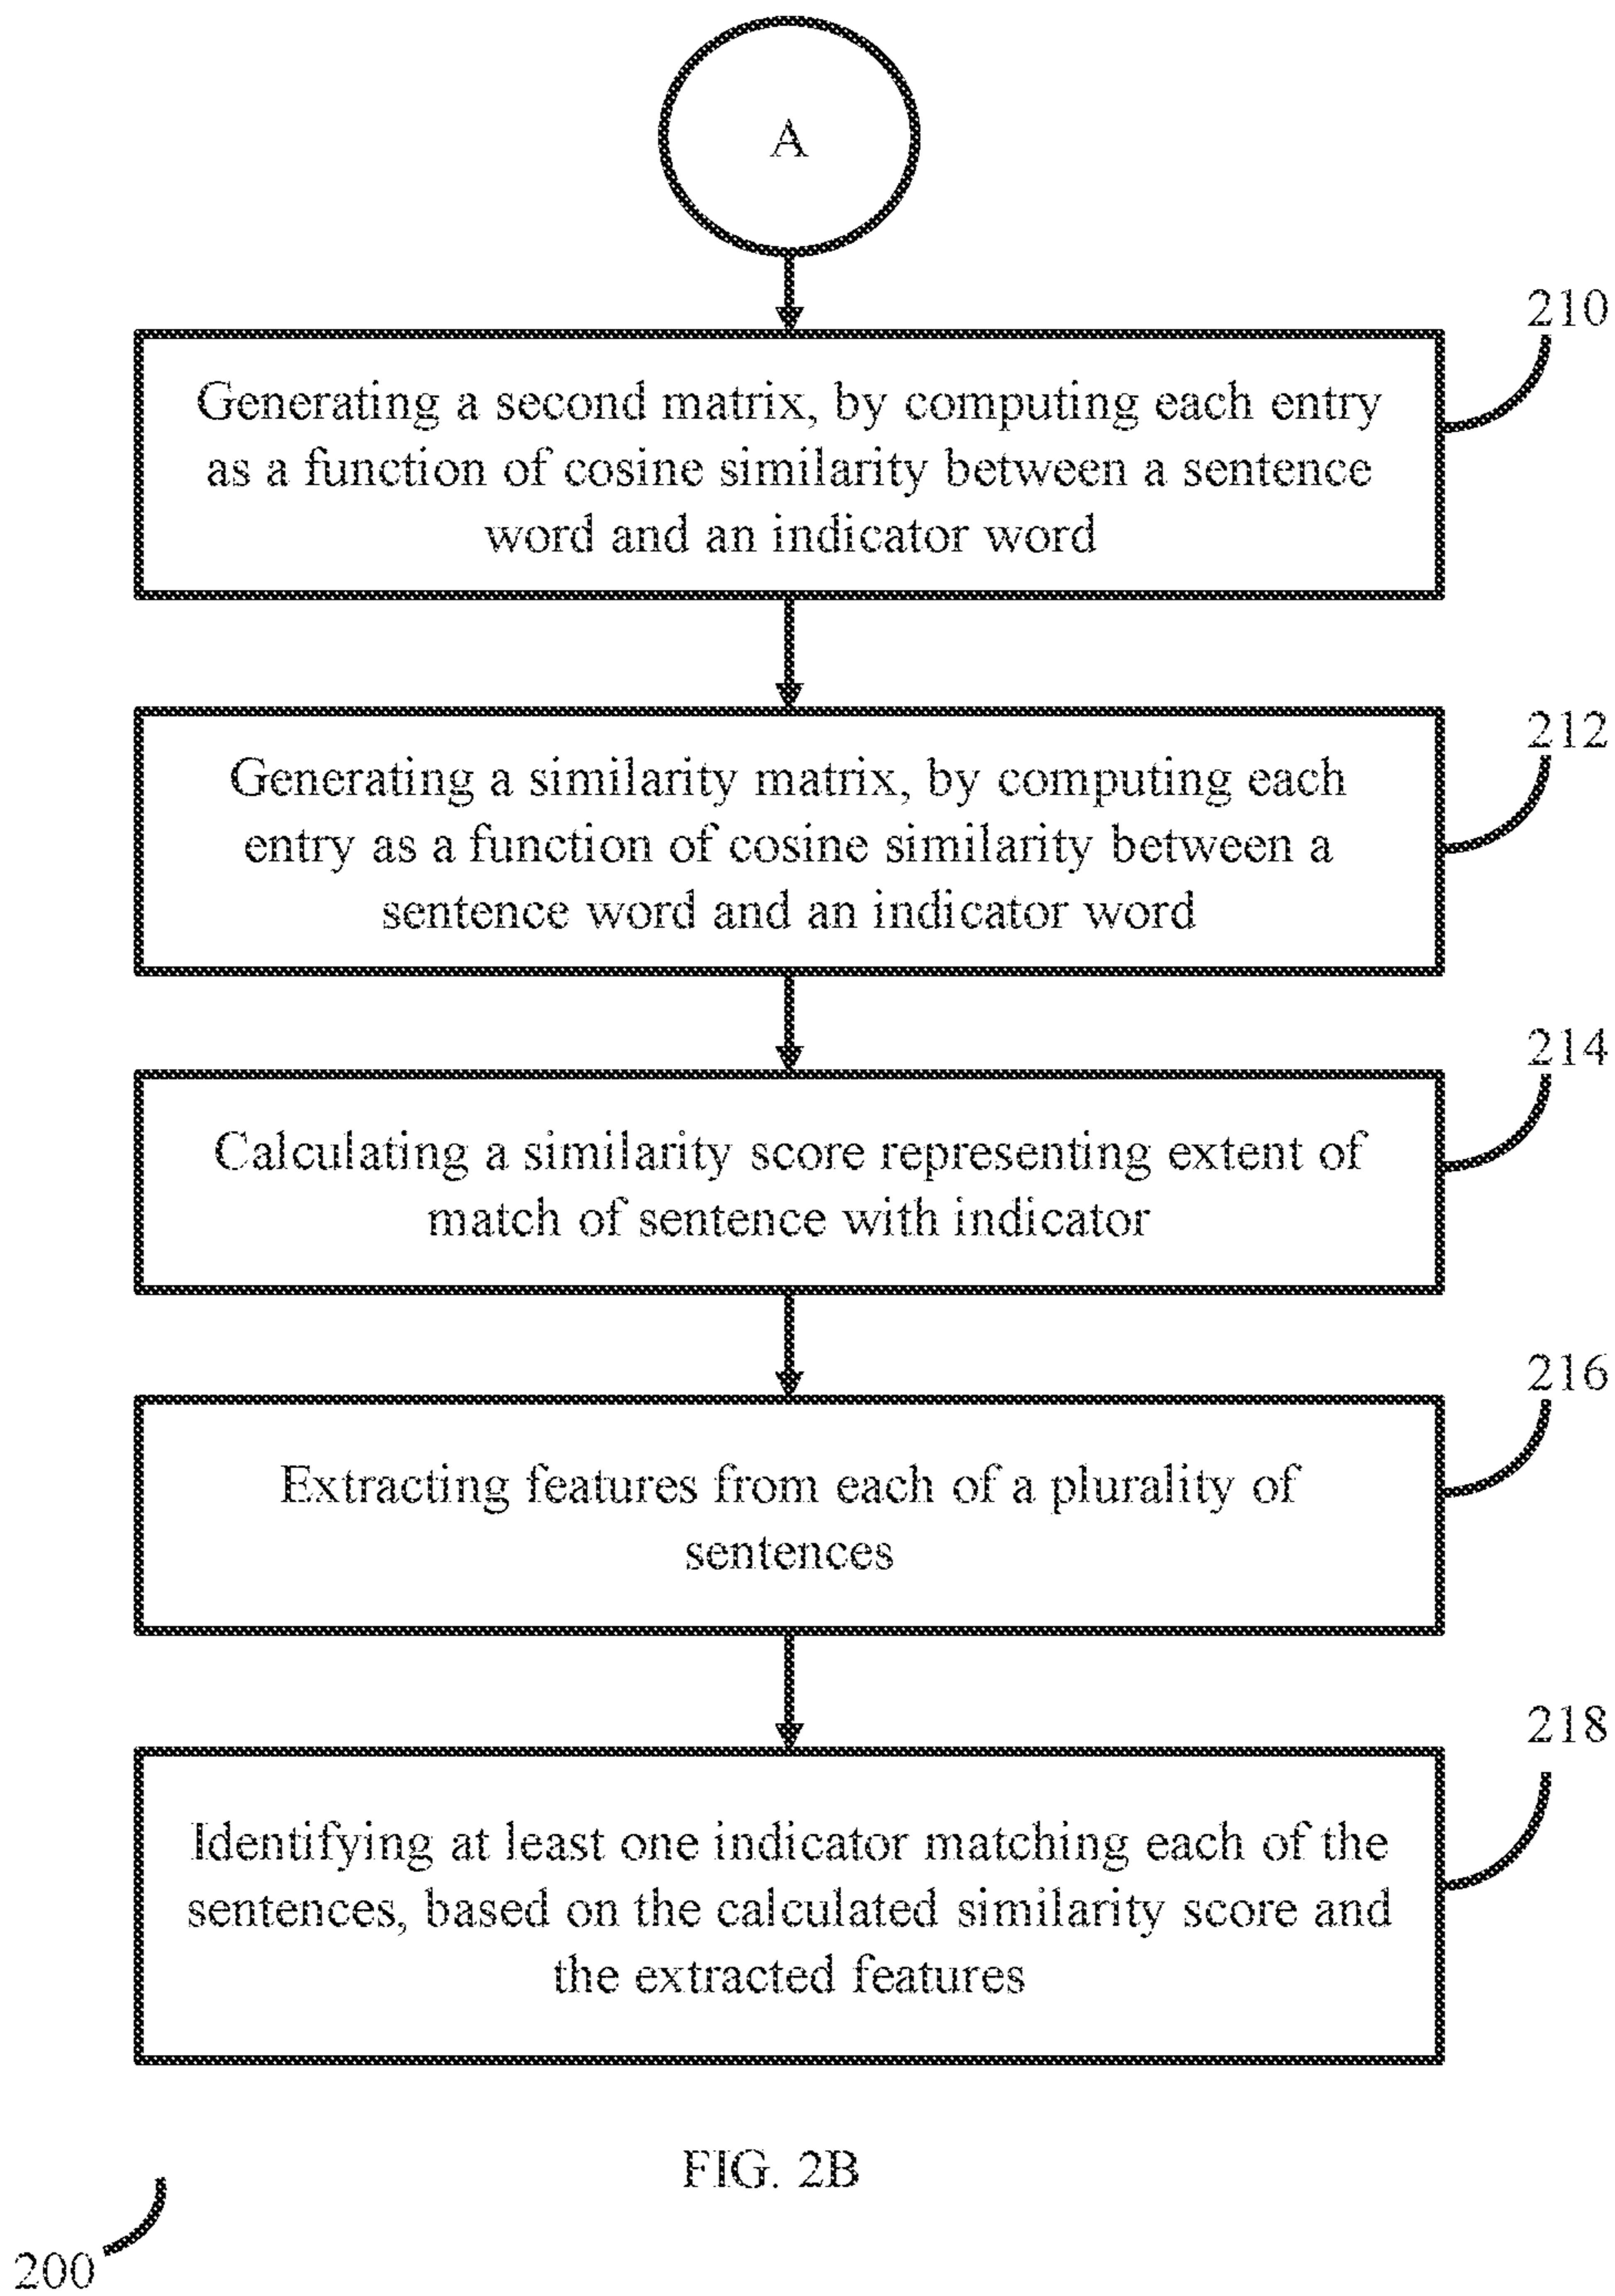 A
210
Generating a second matrix, by computing each entry
as a function of cosine similarity between a sentence
word and an indicator word
212
Generating a similarity matrix, by computing each
entry as a function of cosine similarity between a
sentence word and an indicator word
214
Calculating a similarity score representing extent of
match of sentence with indicator
216
Extracting features from each of a plurality of
sentences
218
Identifying at least one indicator matching each of the
sentences, based on the calculated similarity score and
the extracted features
FIG. 2B
200